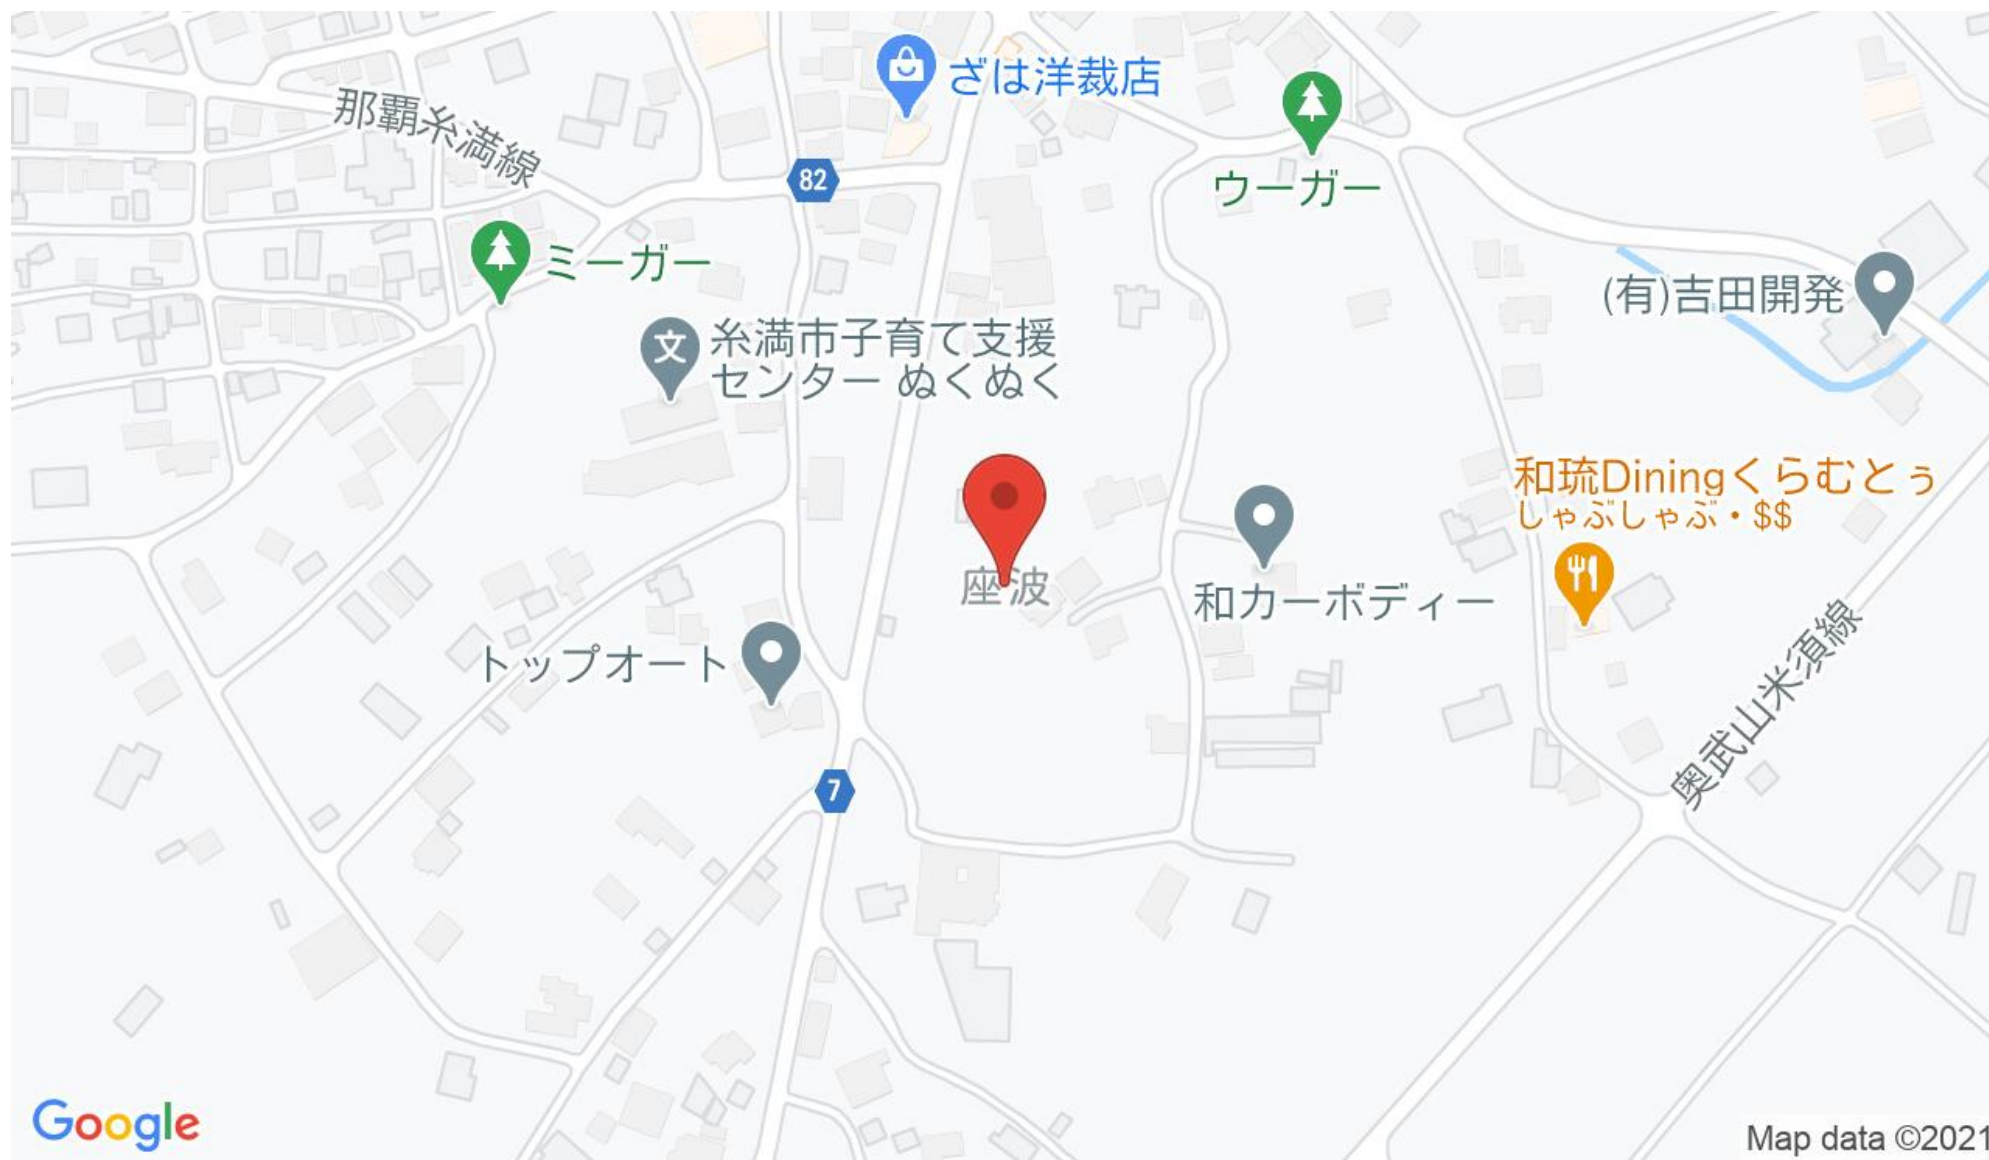 ざは洋裁店
那覇糸満線
82
ウーガー
ミーガー
(有)吉田開発
文
糸満市子育て支援
センター ぬくぬく
和琉Diningくらむとぅ
しゃぶしゃぶ・$$
座波
和カーボディー
トップオート
奥武山米須線
7
Google
Map data ©2021